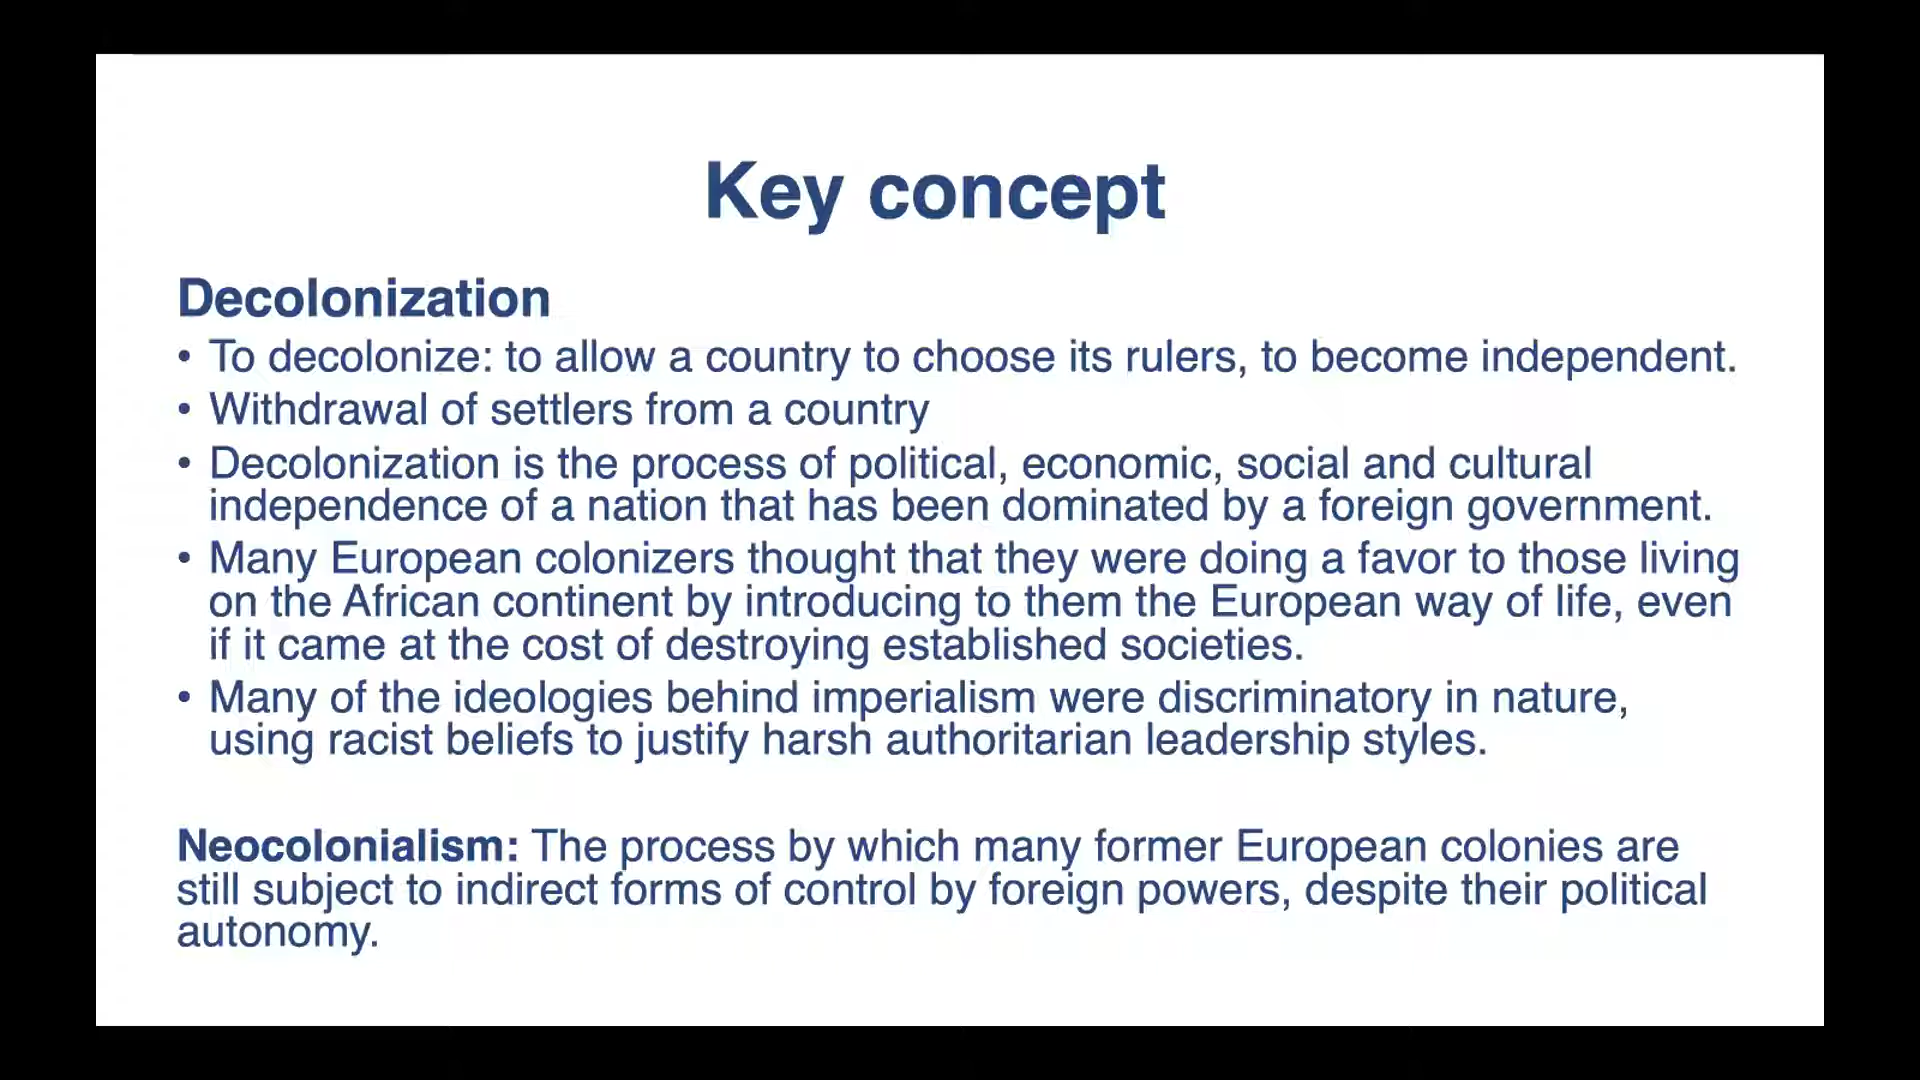 Key concept
Decolonization
• To decolonize: to allow a country to choose its rulers, to become independent.
• Withdrawal of settlers from a country
• Decolonization is the process of political, economic, social and cultural
independence of a nation that has been dominated by a foreign government.
• Many European colonizers thought that they were doing a favor to those living
on the African continent by introducing to them the European way of life, even
if it came at the cost of destroying established societies.
• Many of the ideologies behind imperialism were discriminatory in nature,
using racist beliefs to justify harsh authoritarian leadership styles.
Neocolonialism: The process by which many former European colonies are
still subject to indirect forms of control by foreign powers, despite their political
autonomy.